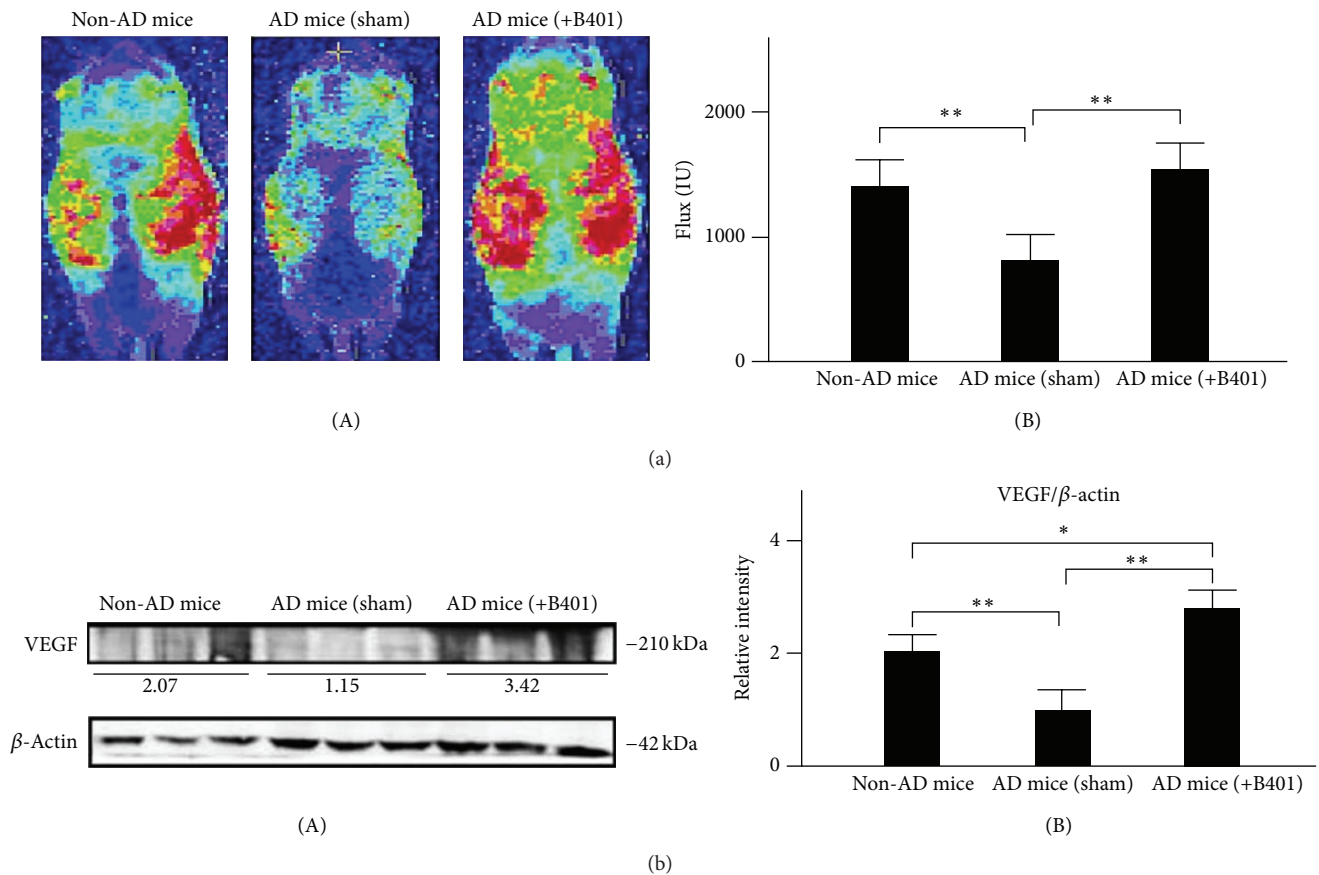 Non-AD mice
AD mice (sham)
AD mice (+B401)
(A)
Flux (IU)
2000
1000
0
**
**
Non-AD mice
AD mice (sham)
AD mice (+B401)
(B)
(a)
Non-AD mice
AD mice (sham)
AD mice (+B401)
VEGF
−210 kDa
2.07
1.15
3.42
β-Actin
−42 kDa
(A)
VEGF/β-actin
Relative intensity
4
2
0
*
**
**
Non-AD mice
AD mice (sham)
AD mice (+B401)
(B)
(b)